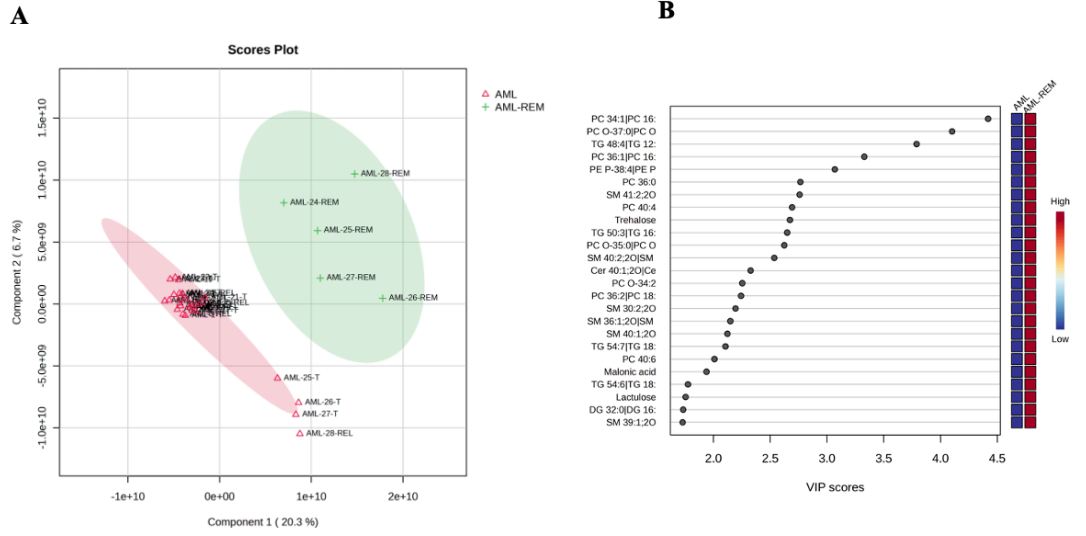 A
B
Scores Plot
AML
AML-REM
Component 2 ( 6.7 %)
1.5e+10
1.0e+10
5.0e+09
0.0e+00
-5.0e+09
-1.0e+10
AML-28-REM
AML-24-REM
AML-25-REM
AML-27-REM
AML-26-REM
AML-25-T
AML-26-T
AML-27-T
AML-28-REL
-1e+10
0e+00
1e+10
2e+10
Component 1 ( 20.3 %)
AML
AML-REM
PC 34:1|PC 16:
PC O-37:0|PC O
TG 48:4|TG 12:
PC 36:1|PC 16:
PE P-38:4|PE P
PC 36:0
SM 41:2;2O
PC 40:4
Trehalose
TG 50:3|TG 16:
PC O-35:0|PC O
SM 40:2;2O|SM
Cer 40:1;2O|Ce
PC O-34:2
PC 36:2|PC 18:
SM 30:2;2O
SM 36:1;2O|SM
SM 40:1;2O
TG 54:7|TG 18:
PC 40:6
Malonic acid
TG 54:6|TG 18:
Lactulose
DG 32:0|DG 16:
SM 39:1;2O
2.0
2.5
3.0
3.5
4.0
4.5
VIP scores
High
Low